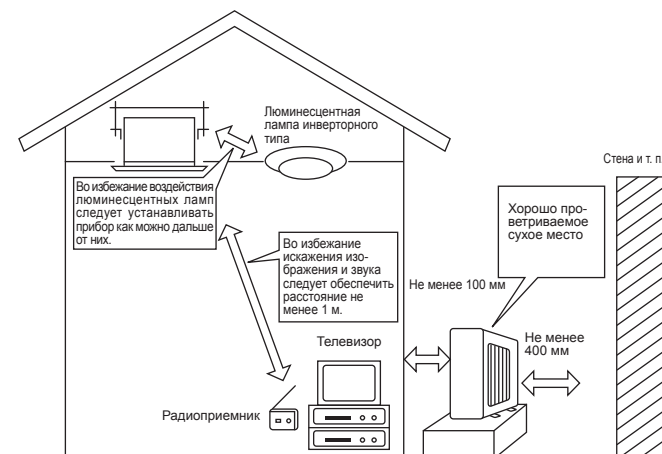 Люминесцентная
лампа инверторного
типа
Стена и т. п.
Во избежание воздействия
люминесцентных ламп
следует устанавливать
прибор как можно дальше
от них.
Хорошо про-
ветриваемое
сухое место
Во избежание
искажения изо-
бражения и звука
следует обеспечить
расстояние не
менее 1 м.
Не менее 100 мм
Телевизор
Не менее
400 мм
Радиоприемник